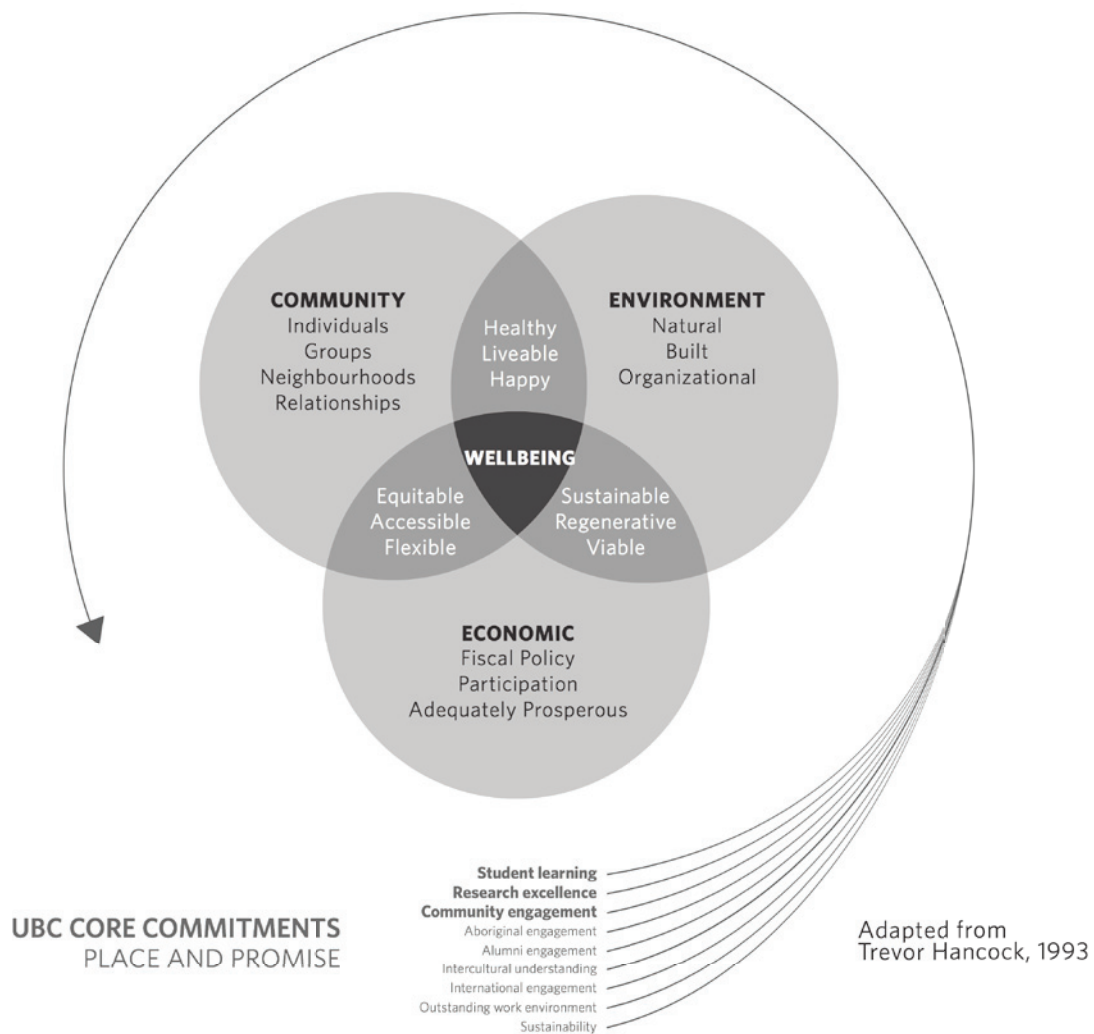 COMMUNITY
Individuals
Groups
Neighbourhoods
Relationships
ENVIRONMENT
Natural
Built
Organizational
Healthy
Liveable
Happy
WELLBEING
Equitable
Accessible
Flexible
Sustainable
Regenerative
Viable
ECONOMIC
Fiscal Policy
Participation
Adequately Prosperous
UBC CORE COMMITMENTS
PLACE AND PROMISE
Student learning
Research excellence
Community engagement
Aboriginal engagement
Alumni engagement
Intercultural understanding
International engagement
Outstanding work environment
Sustainability
Adapted from
Trevor Hancock, 1993